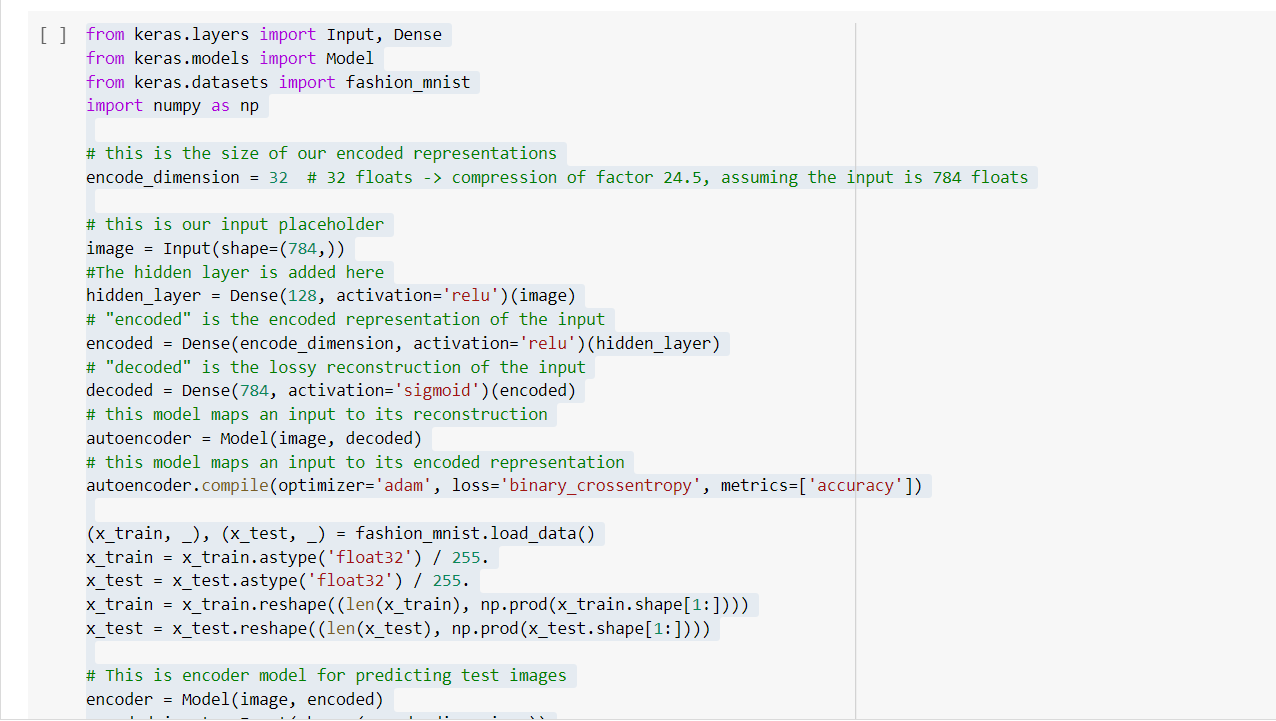 [ ] from keras.layers import Input, Dense
from keras.models import Model
from keras.datasets import fashion_mnist
import numpy as np
# this is the size of our encoded representations
encode_dimension = 32  # 32 floats -> compression of factor 24.5, assuming the input is 784 floats
# this is our input placeholder
image = Input(shape=(784,))
#The hidden layer is added here
hidden_layer = Dense(128, activation='relu')(image)
# "encoded" is the encoded representation of the input
encoded = Dense(encode_dimension, activation='relu')(hidden_layer)
# "decoded" is the lossy reconstruction of the input
decoded = Dense(784, activation='sigmoid')(encoded)
# this model maps an input to its reconstruction
autoencoder = Model(image, decoded)
# this model maps an input to its encoded representation
autoencoder.compile(optimizer='adam', loss='binary_crossentropy', metrics=['accuracy'])
(x_train, _), (x_test, _) = fashion_mnist.load_data()
x_train = x_train.astype('float32') / 255.
x_test = x_test.astype('float32') / 255.
x_train = x_train.reshape((len(x_train), np.prod(x_train.shape[1:])))
x_test = x_test.reshape((len(x_test), np.prod(x_test.shape[1:])))
# This is encoder model for predicting test images
encoder = Model(image, encoded)